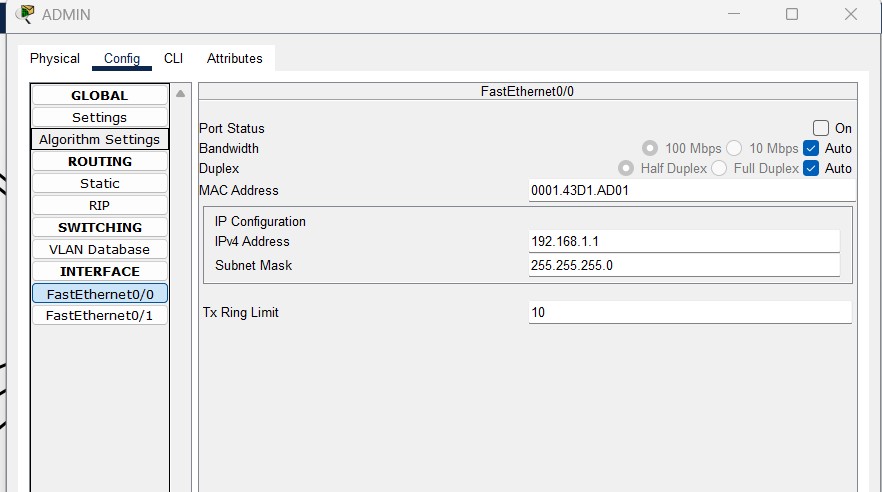 ADMIN
Physical Config CLI Attributes
GLOBAL
Settings
Algorithm Settings
ROUTING
Static
RIP
SWITCHING
VLAN Database
INTERFACE
FastEthernet0/0
FastEthernet0/1
FastEthernet0/0
Port Status On
Bandwidth 100 Mbps 10 Mbps Auto
Duplex Half Duplex Full Duplex Auto
MAC Address 0001.43D1.AD01
IP Configuration
IPv4 Address 192.168.1.1
Subnet Mask 255.255.255.0
Tx Ring Limit 10